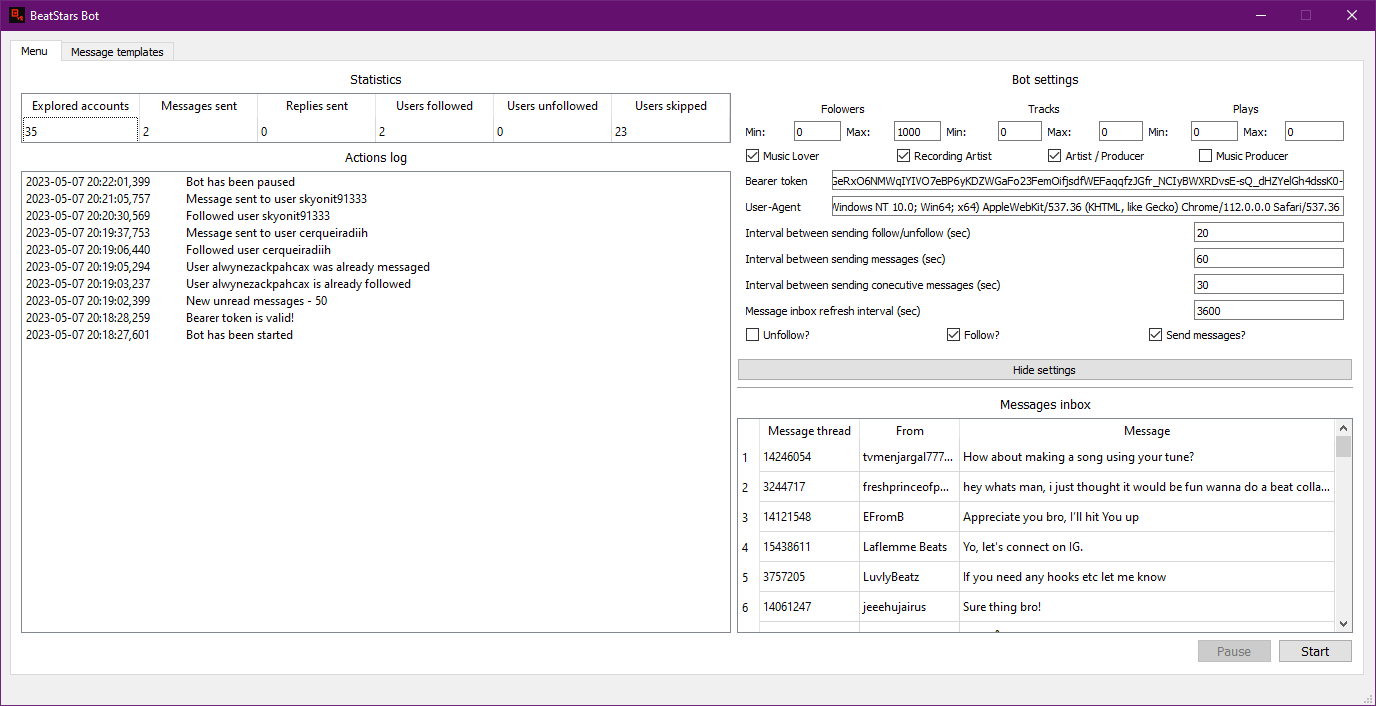 BeatStars Bot
Menu
Message templates
Statistics
Explored accounts Messages sent Replies sent Users followed Users unfollowed Users skipped
35 2 0 2 0 23
Actions log
2023-05-07 20:22:01,399 Bot has been paused
2023-05-07 20:21:05,757 Message sent to user skyonit91333
2023-05-07 20:20:30,569 Followed user skyonit91333
2023-05-07 20:19:37,753 Message sent to user cerqueiradiih
2023-05-07 20:19:06,440 Followed user cerqueiradiih
2023-05-07 20:19:05,294 User alwynezackpahcax was already messaged
2023-05-07 20:19:03,237 User alwynezackpahcax is already followed
2023-05-07 20:19:02,399 New unread messages - 50
2023-05-07 20:18:28,259 Bearer token is valid!
2023-05-07 20:18:27,601 Bot has been started
Bot settings
Folowers Tracks Plays
Min: 0 Max: 1000 Min: 0 Max: 0 Min: 0 Max: 0
Music Lover Recording Artist Artist / Producer Music Producer
Bearer token GeRxO6NMWqIYIVO7eBP6yKDZWGaFo23FemOifjsdfWEFaqqfzJGfr_NCIyBWXRDvsE-sQ_dHZYelGh4dssK0-
User-Agent Windows NT 10.0; Win64; x64) AppleWebKit/537.36 (KHTML, like Gecko) Chrome/112.0.0.0 Safari/537.36
Interval between sending follow/unfollow (sec) 20
Interval between sending messages (sec) 60
Interval between sending conecutive messages (sec) 30
Message inbox refresh interval (sec) 3600
Unfollow? Follow? Send messages?
Hide settings
Messages inbox
Message thread From Message
1 14246054 tvmenjargal777... How about making a song using your tune?
2 3244717 freshprinceofp... hey whats man, i just thought it would be fun wanna do a beat colla...
3 14121548 EFromB Appreciate you bro, I'll hit You up
4 15438611 Laflemme Beats Yo, let's connect on IG.
5 3757205 LuvlyBeatz If you need any hooks etc let me know
6 14061247 jeeehujairus Sure thing bro!
Pause Start